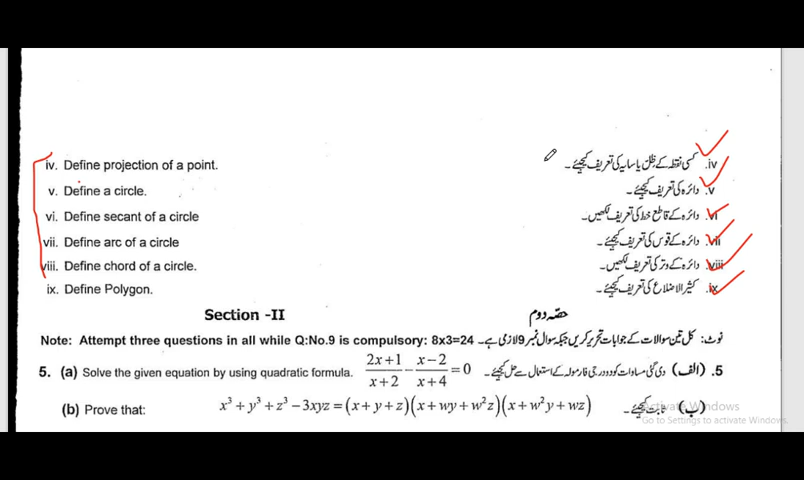 iv. Define projection of a point. کسی نقطہ کے ظل یا سایہ کی تعریف کیجیئے۔ .iv
v. Define a circle. دائرہ کی تعریف کیجیئے۔ .v
vi. Define secant of a circle دائرہ کے قاطع خط کی تعریف لکھیں۔ .vi
vii. Define arc of a circle دائرہ کے قوس کی تعریف کیجیئے۔ .vii
viii. Define chord of a circle. دائرہ کے وتر کی تعریف لکھیں۔ .viii
ix. Define Polygon. کثیر الاضلاع کی تعریف کیجیئے۔ .ix
Section -II حصّہ دوم
Note: Attempt three questions in all while Q:No.9 is compulsory: 8x3=24 نوٹ: کل تین سوالات کے جوابات تحریر کریں جبکہ سوال نمبر 9 لازمی ہے۔
5. (a) Solve the given equation by using quadratic formula. (2x+1)/(x+2) - (x-2)/(x+4) = 0 دی گئی مساوات کو دو درجی فارمولہ کے استعمال سے حل کیجیئے۔ (الف) .5
(b) Prove that: x³ + y³ + z³ - 3xyz = (x + y + z)(x + wy + w²z)(x + w²y + wz) ثابت کیجیئے۔ (ب)
Activate Windows
Go to Settings to activate Windows.